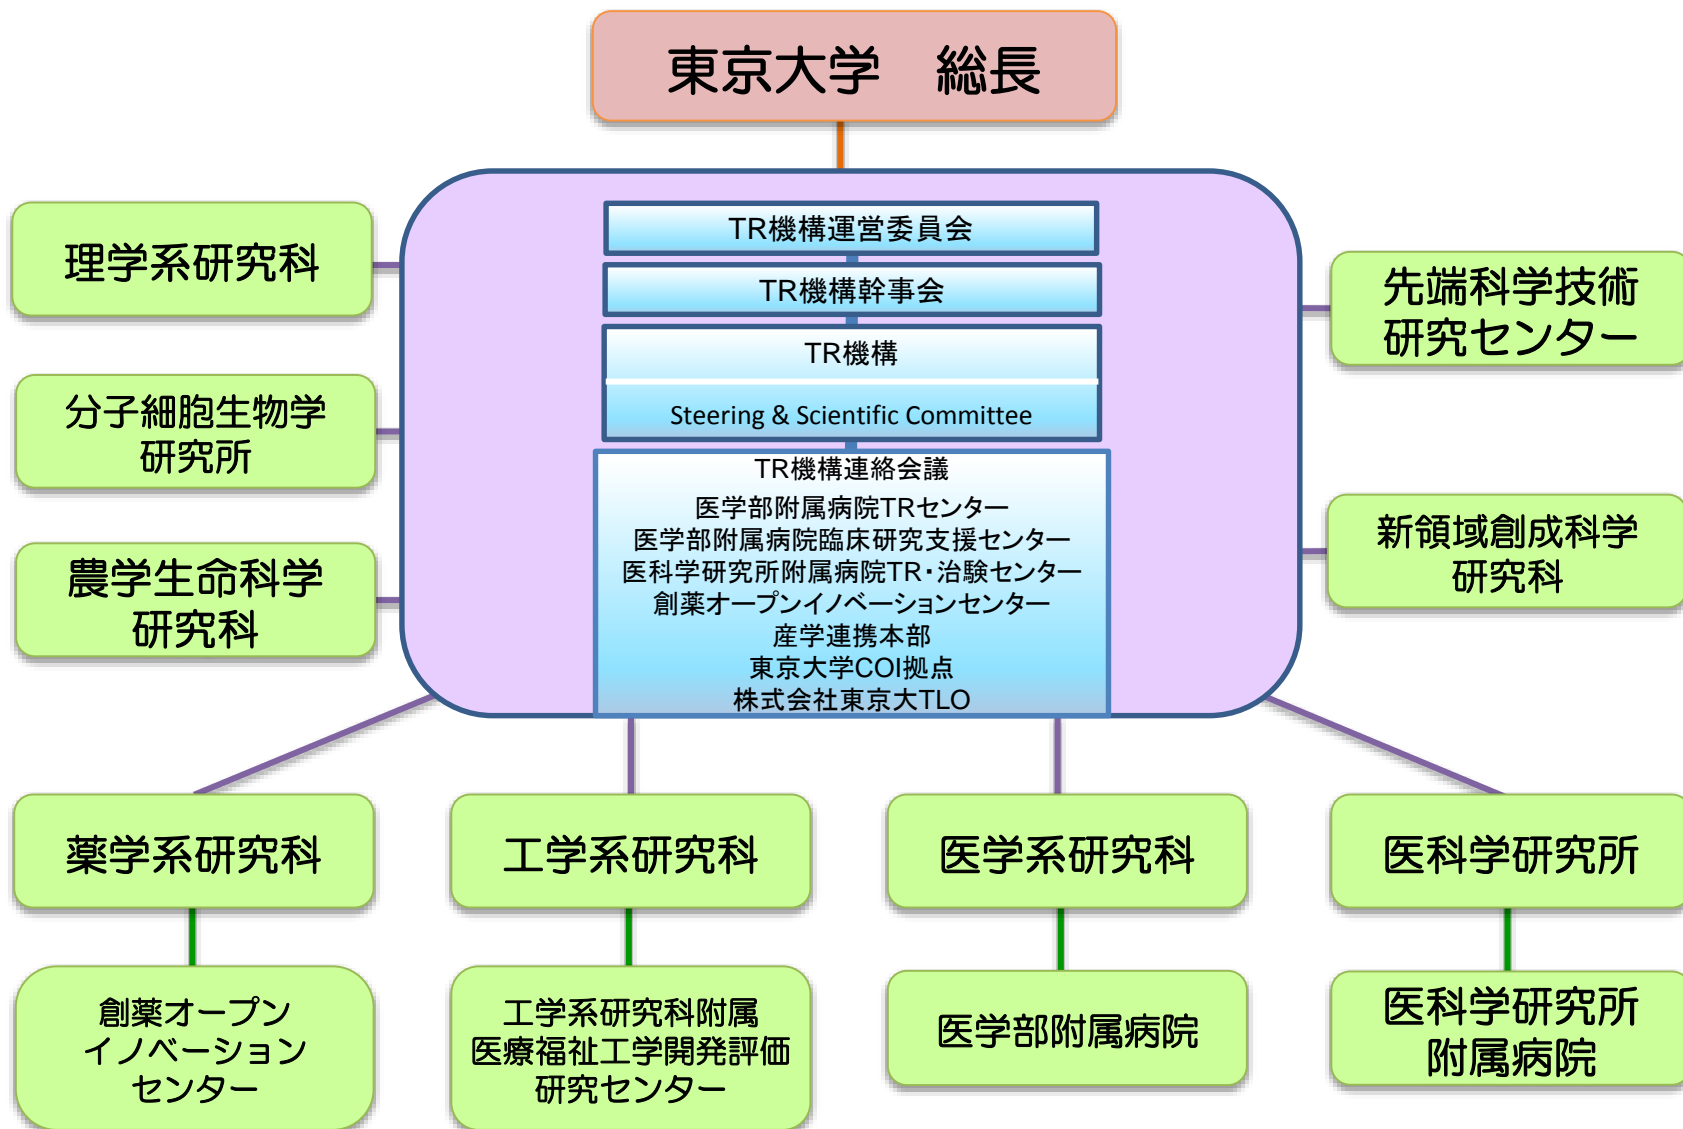 東京大学　総長
TR機構運営委員会
TR機構幹事会
TR機構
Steering & Scientific Committee
TR機構連絡会議
医学部附属病院TRセンター
医学部附属病院臨床研究支援センター
医科学研究所附属病院TR・治験センター
創薬オープンイノベーションセンター
産学連携本部
東京大学COI拠点
株式会社東京大TLO
理学系研究科
分子細胞生物学
研究所
農学生命科学
研究科
先端科学技術
研究センター
新領域創成科学
研究科
薬学系研究科
工学系研究科
医学系研究科
医科学研究所
創薬オープン
イノベーション
センター
工学系研究科附属
医療福祉工学開発評価
研究センター
医学部附属病院
医科学研究所
附属病院